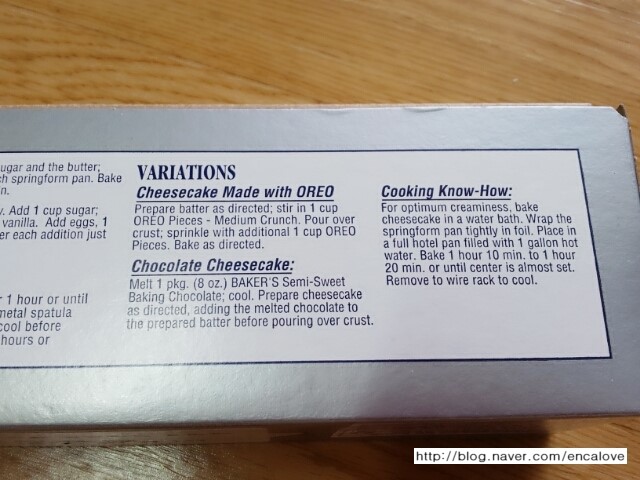 ugar and the butter;
h springform pan. Bake
n.
y. Add 1 cup sugar;
vanilla. Add eggs, 1
er each addition just
1 hour or until
metal spatula
cool before
hours or
VARIATIONS
Cheesecake Made with OREO
Prepare batter as directed; stir in 1 cup
OREO Pieces - Medium Crunch. Pour over
crust; sprinkle with additional 1 cup OREO
Pieces. Bake as directed.
Chocolate Cheesecake:
Melt 1 pkg. (8 oz.) BAKER'S Semi-Sweet
Baking Chocolate; cool. Prepare cheesecake
as directed, adding the melted chocolate to
the prepared batter before pouring over crust.
Cooking Know-How:
For optimum creaminess, bake
cheesecake in a water bath. Wrap the
springform pan tightly in foil. Place in
a full hotel pan filled with 1 gallon hot
water. Bake 1 hour 10 min. to 1 hour
20 min. or until center is almost set.
Remove to wire rack to cool.
http://blog.naver.com/encalove